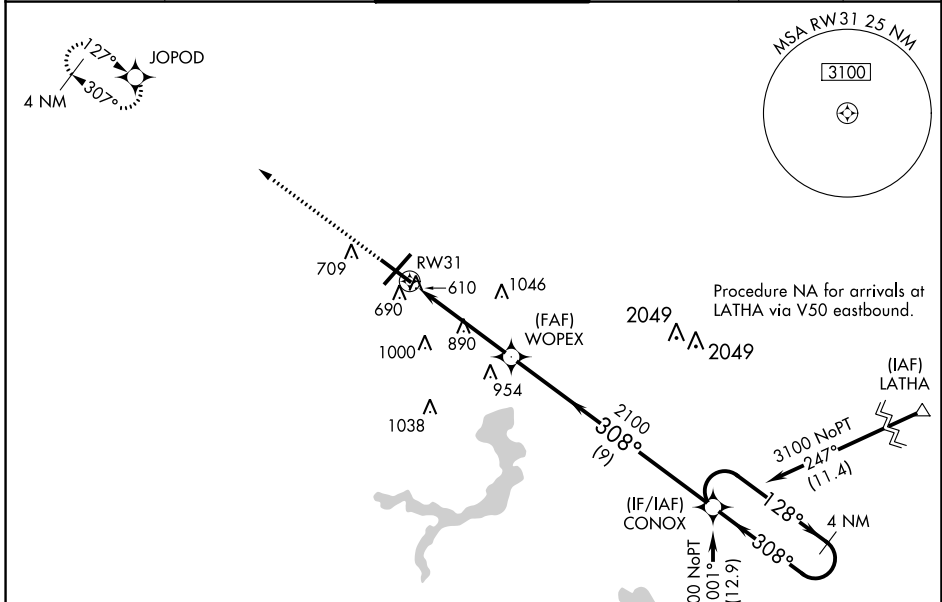 MSA RW31 25 NM
3100
127°
JOPOD
307°
4 NM
709
RW31
610
690
1046
Procedure NA for arrivals at
LATHA via V50 eastbound.
(FAF)
WOPEX
2049
2049
1000
890
954
(IAF)
LATHA
1038
2100
308°
(9)
3100 NoPT
247°
(11.4)
(IF/IAF)
CONOX
128°
4 NM
308°
00 NoPT
001°
(12.9)